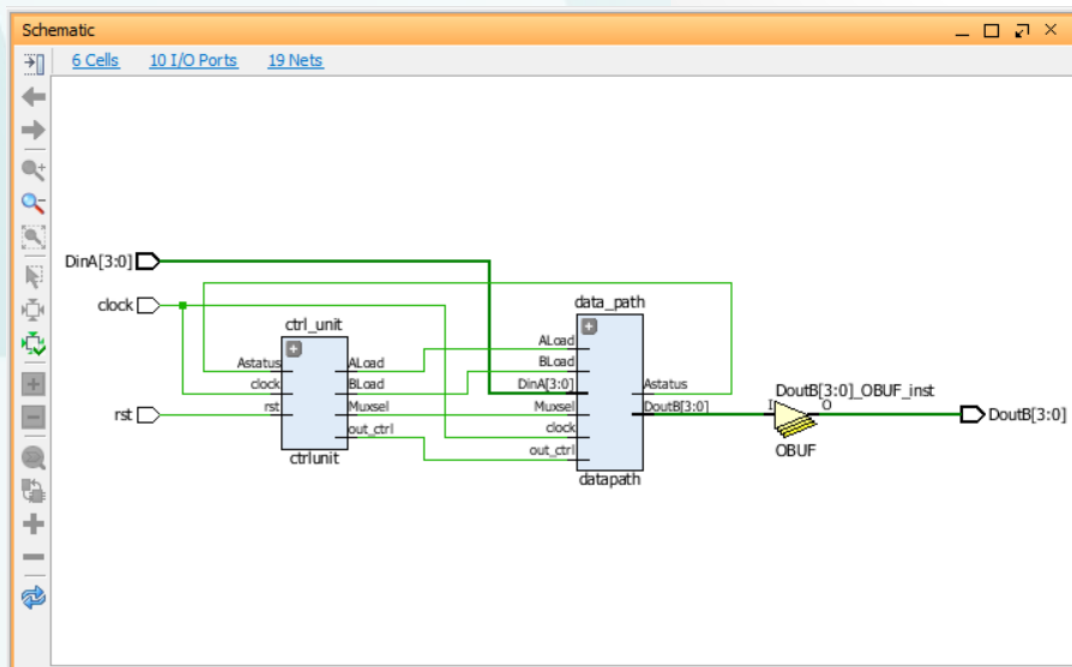 Schematic
6 Cells 10 I/O Ports 19 Nets
DinA[3:0]
clock
rst
ctrl_unit
Astatus ALoad
clock BLoad
rst Muxsel
out_ctrl
ctrlunit
data_path
ALoad
BLoad
DinA[3:0] Astatus
Muxsel DoutB[3:0]
clock
out_ctrl
datapath
DoutB[3:0]_OBUF_inst
I O
OBUF
DoutB[3:0]